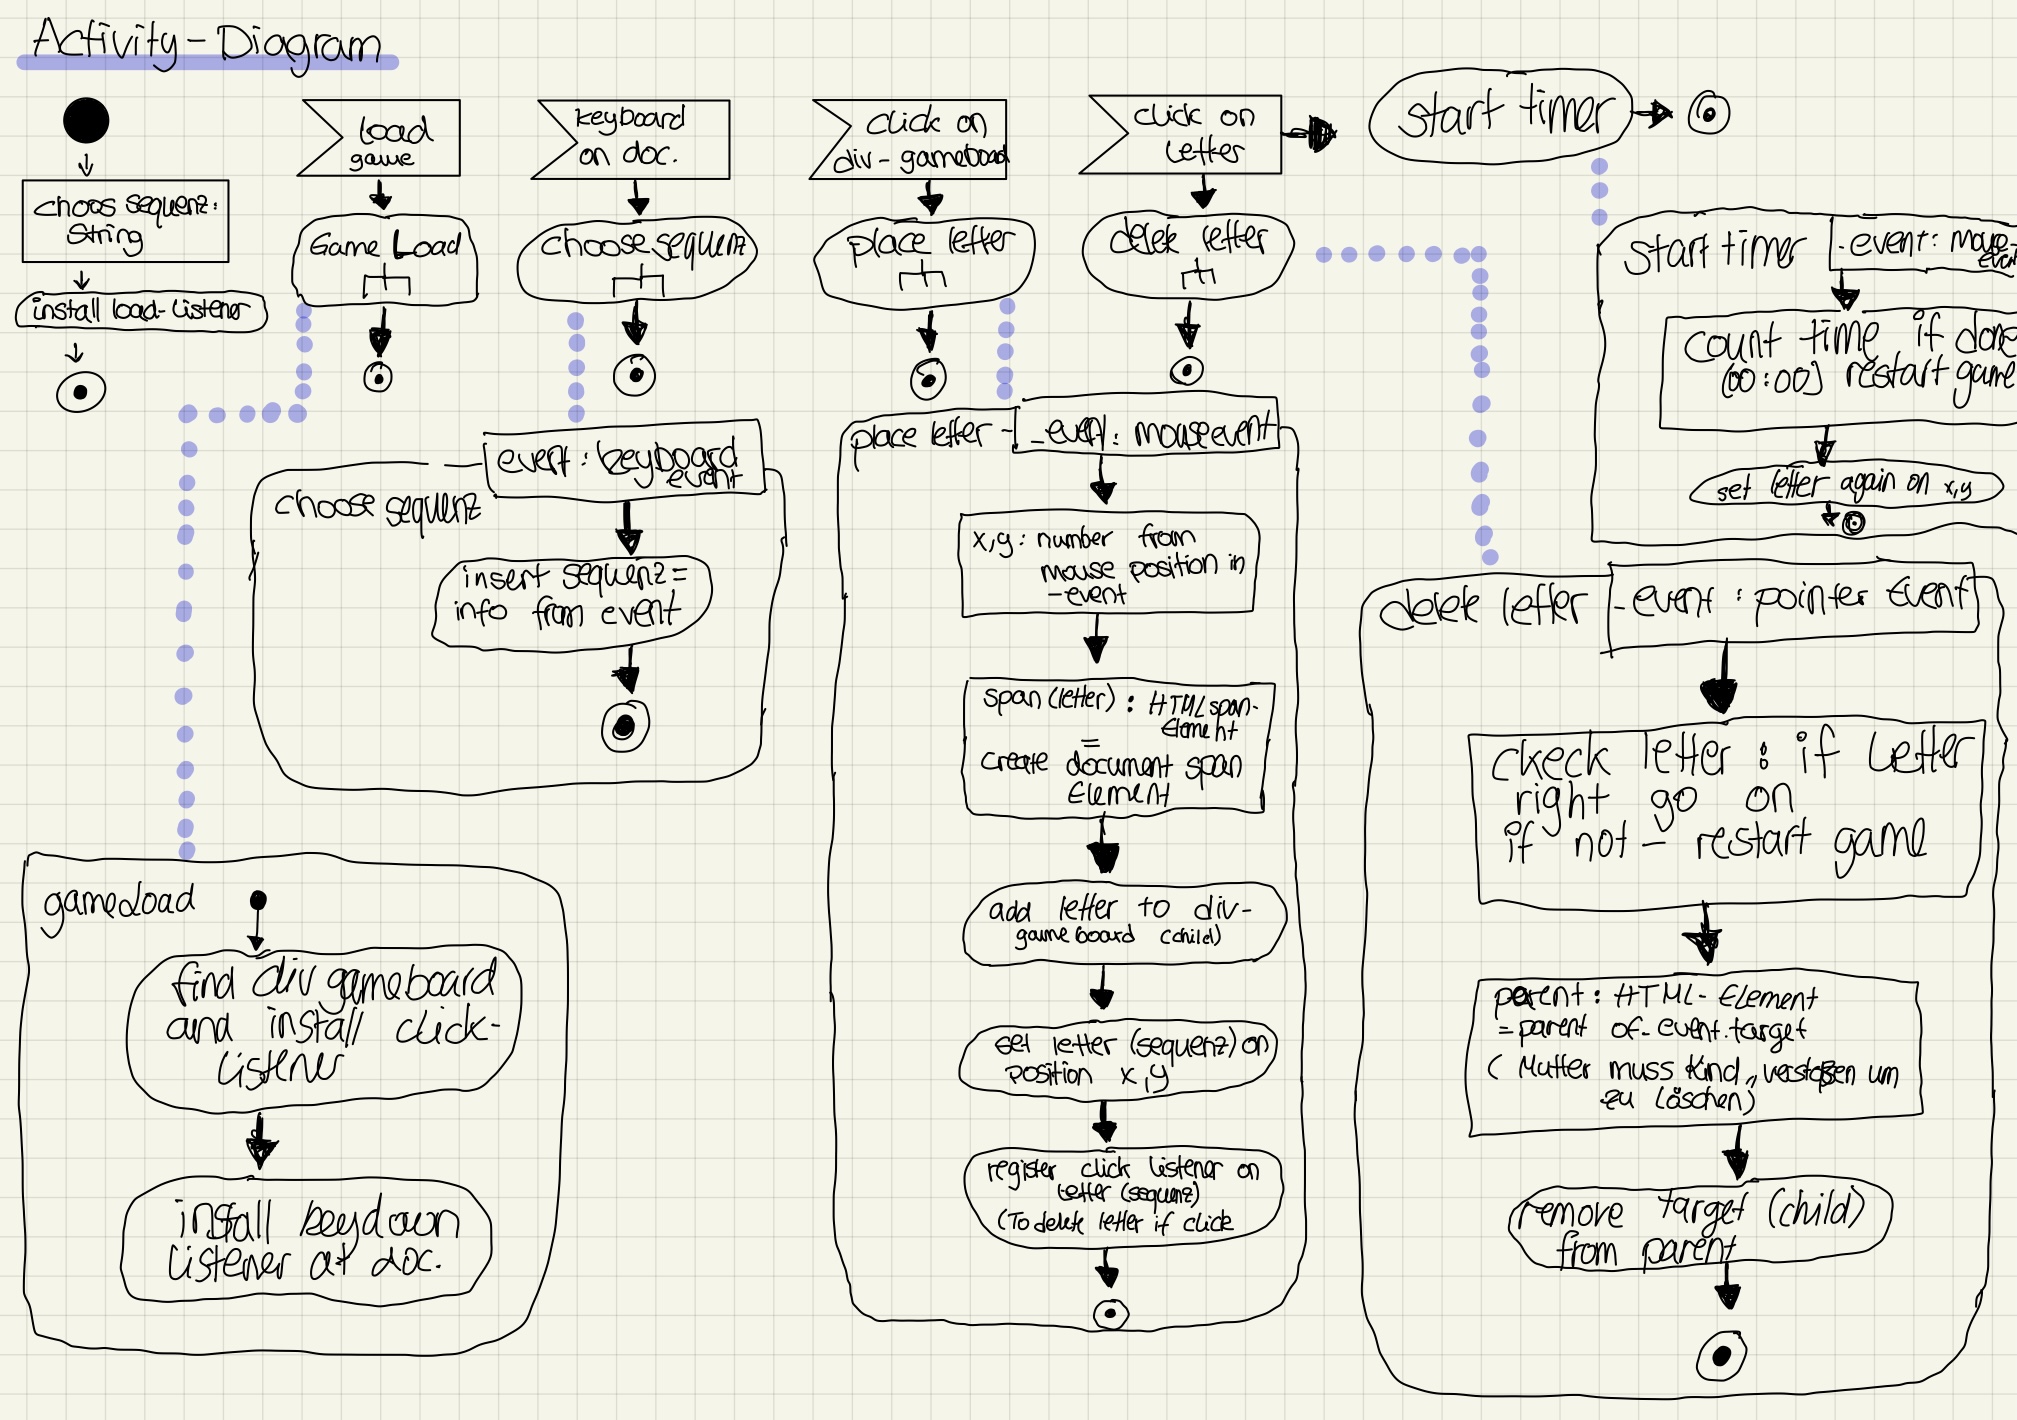 Activity-Diagram
choos sequenz:
String
install load-Listener
Load
game
Game Load
keyboard
on doc.
choose sequenz
click on
div-gameboad
place letter
click on
Letter
delete letter
start timer
start timer
_event: mouse-
event
count time if done
(00:00) restart game
set letter again on x,y
choose sequenz
event: keyboard
event
insert sequenz =
info from event
place letter -
_event: mouseevent
x,y: number from
mouse position in
-event
span(letter): HTMLspan-
Element
=
create document span
Element
add letter to div-
gameboard (child)
set letter (sequenz) on
position x,y
register click listener on
letter (sequenz)
(To delete letter if click
delete letter
_event: pointer Event
ckeck letter: if Letter
right go on
if not - restart game
parent: HTML-Element
= parent of _event.target
(Mutter muss Kind, verstoßen um
zu löschen)
remove target (child)
from parent
gameLoad
find div gameboard
and install click-
Listener
install keydown
Listener at doc.